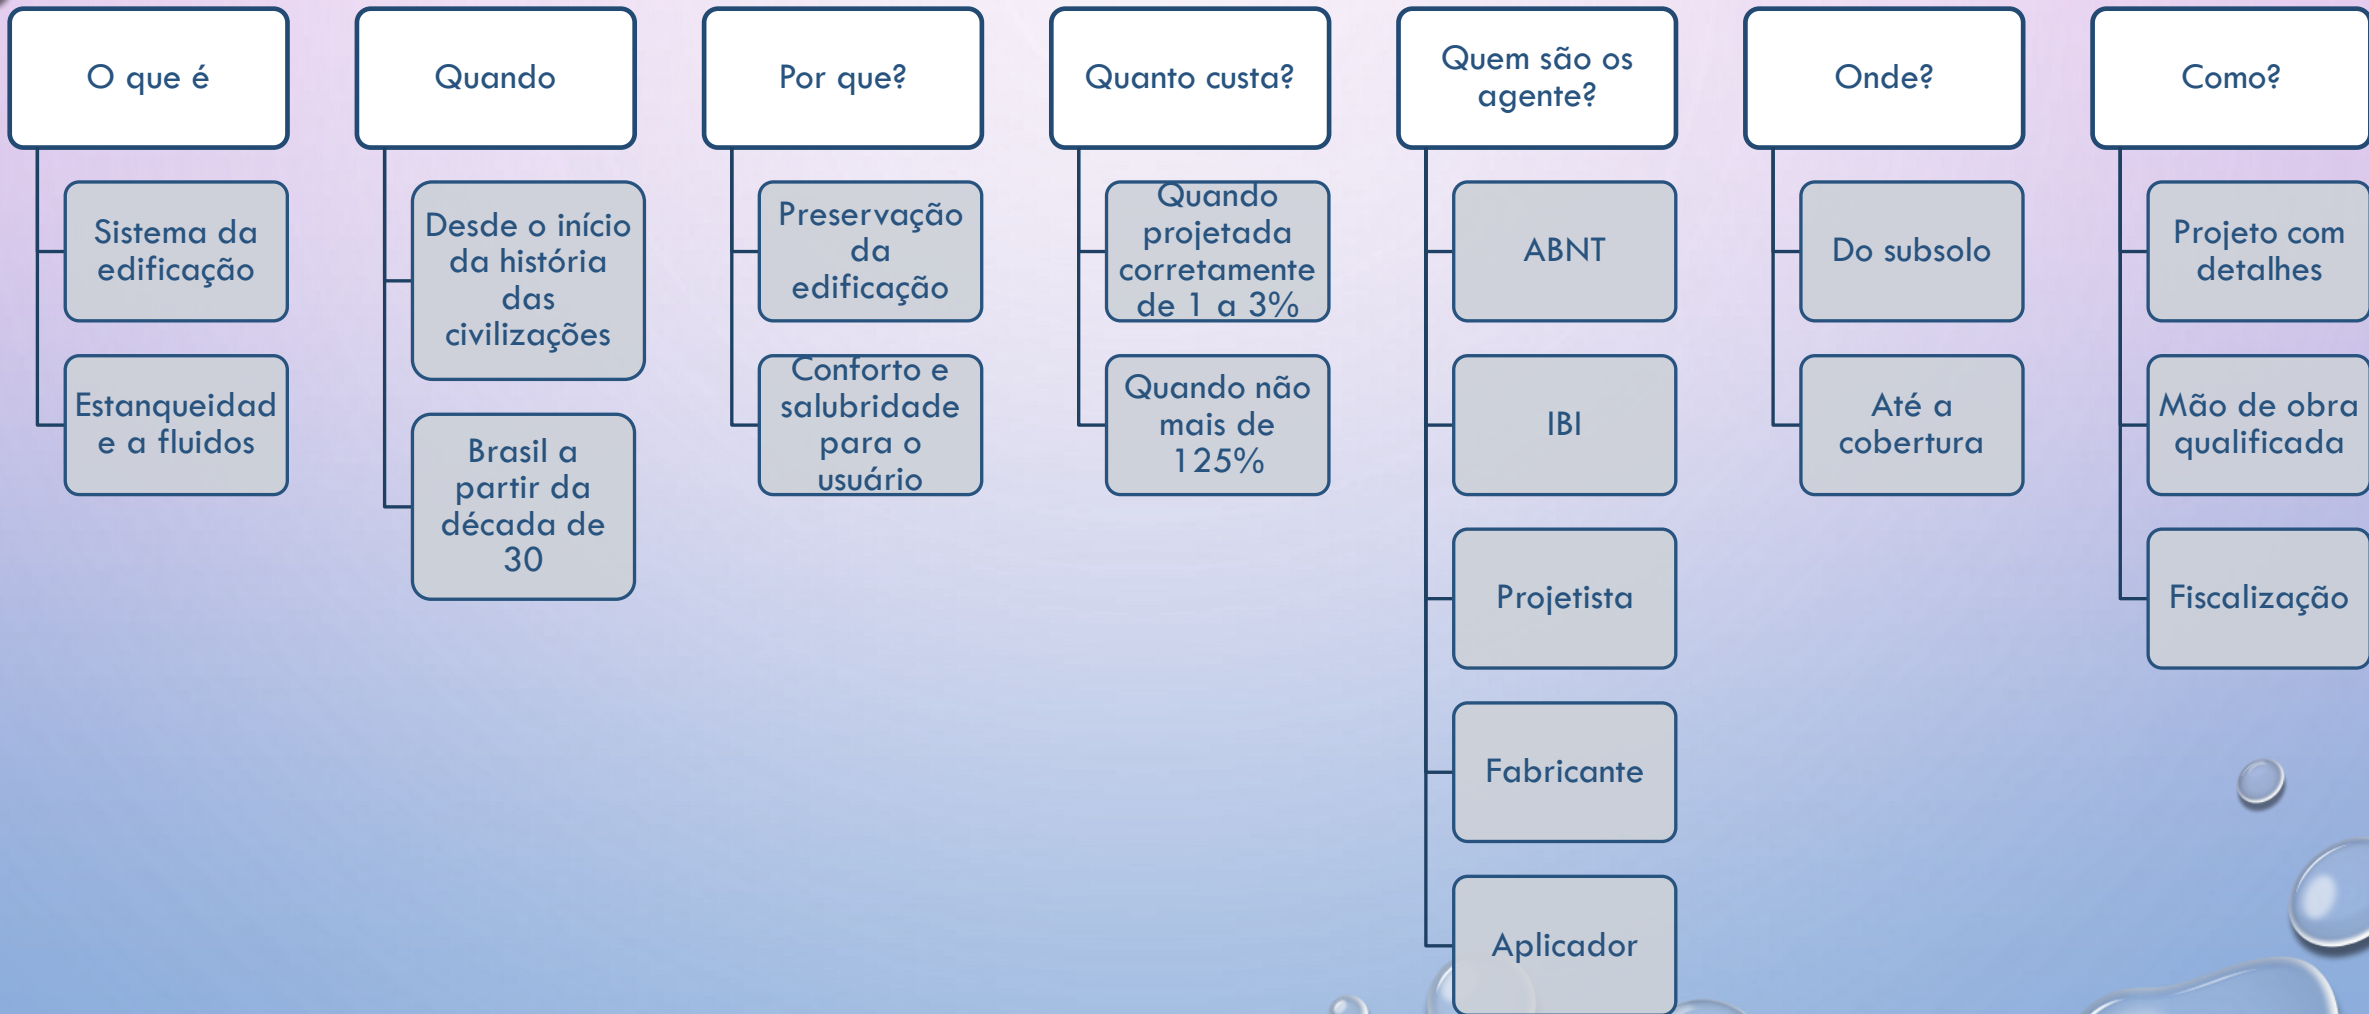 O que é
Sistema da
edificação
Estanqueidad
e a fluidos
Quando
Desde o início
da história
das
civilizações
Brasil a
partir da
década de
30
Por que?
Preservação
da
edificação
Conforto e
salubridade
para o
usuário
Quanto custa?
Quando
projetada
corretamente
de 1 a 3%
Quando não
mais de
125%
Quem são os
agente?
ABNT
IBI
Projetista
Fabricante
Aplicador
Onde?
Do subsolo
Até a
cobertura
Como?
Projeto com
detalhes
Mão de obra
qualificada
Fiscalização